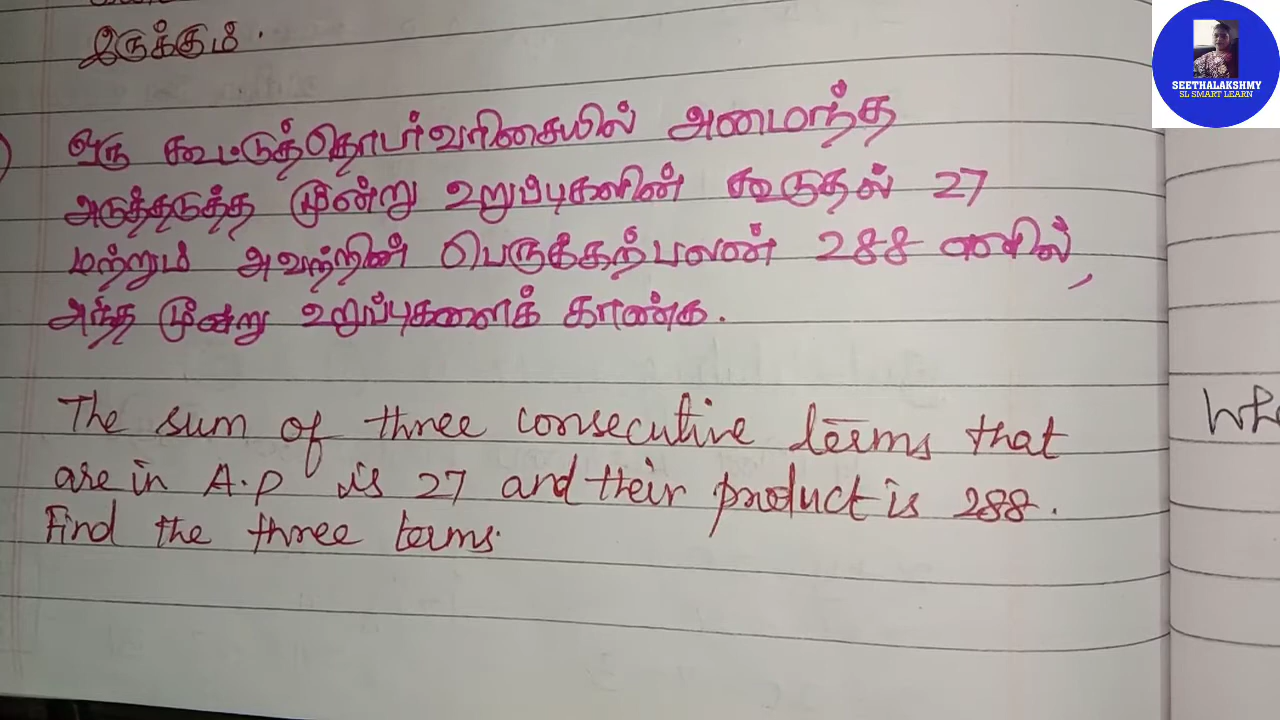 இருக்கும்.
ஒரு கூட்டுத்தொடர்வரிசையில் அமைந்த
அடுத்தடுத்த மூன்று உறுப்புகளின் கூடுதல் 27
மற்றும் அவற்றின் பெருக்கற்பலன் 288 எனில்,
அந்த மூன்று உறுப்புகளைக் காண்க.
The sum of three consecutive terms that
are in A.P is 27 and their product is 288.
Find the three terms.
SEETHALAKSHMY
SL SMART LEARN